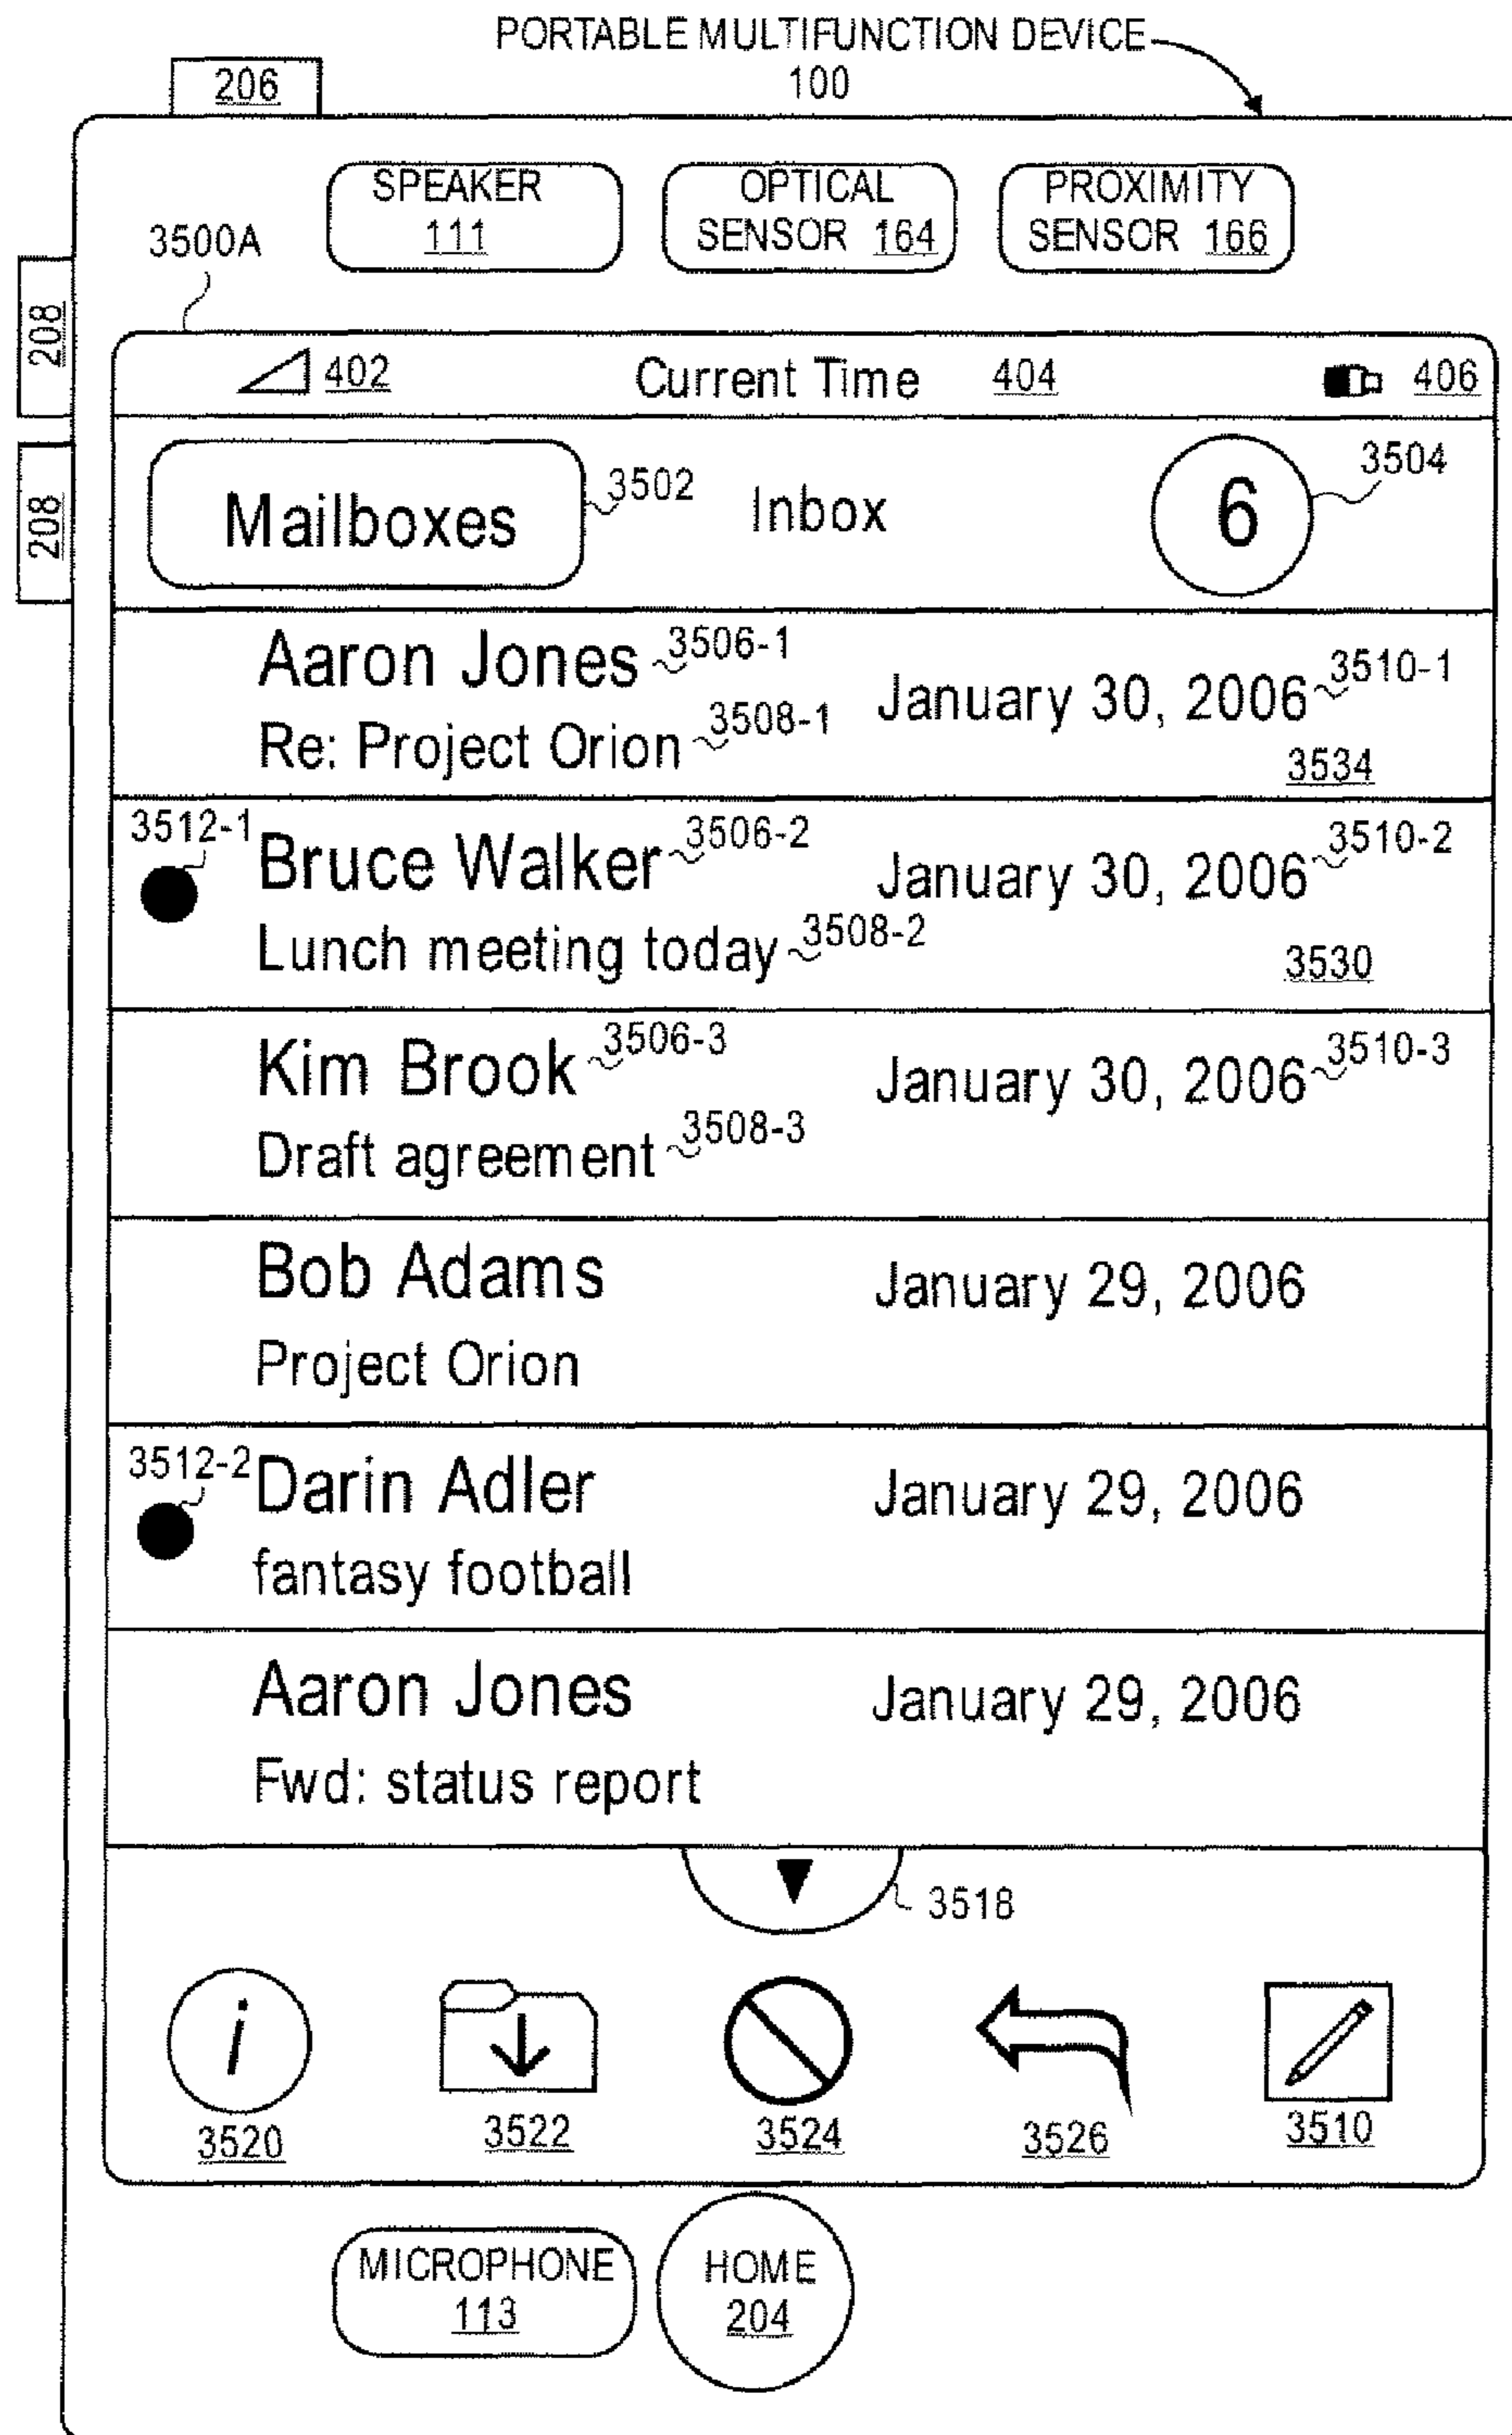 PORTABLE MULTIFUNCTION DEVICE
100
206
SPEAKER
111
OPTICAL
SENSOR 164
PROXIMITY
SENSOR 166
3500A
208
208
402 Current Time 404 406
Mailboxes 3502 Inbox 6 3504
Aaron Jones 3506-1
January 30, 2006 3510-1
Re: Project Orion 3508-1
3534
3512-1
Bruce Walker 3506-2
January 30, 2006 3510-2
Lunch meeting today 3508-2
3530
Kim Brook 3506-3
January 30, 2006 3510-3
Draft agreement 3508-3
Bob Adams
January 29, 2006
Project Orion
3512-2
Darin Adler
January 29, 2006
fantasy football
Aaron Jones
January 29, 2006
Fwd: status report
3518
i
3520 3522 3524 3526 3510
MICROPHONE
113
HOME
204